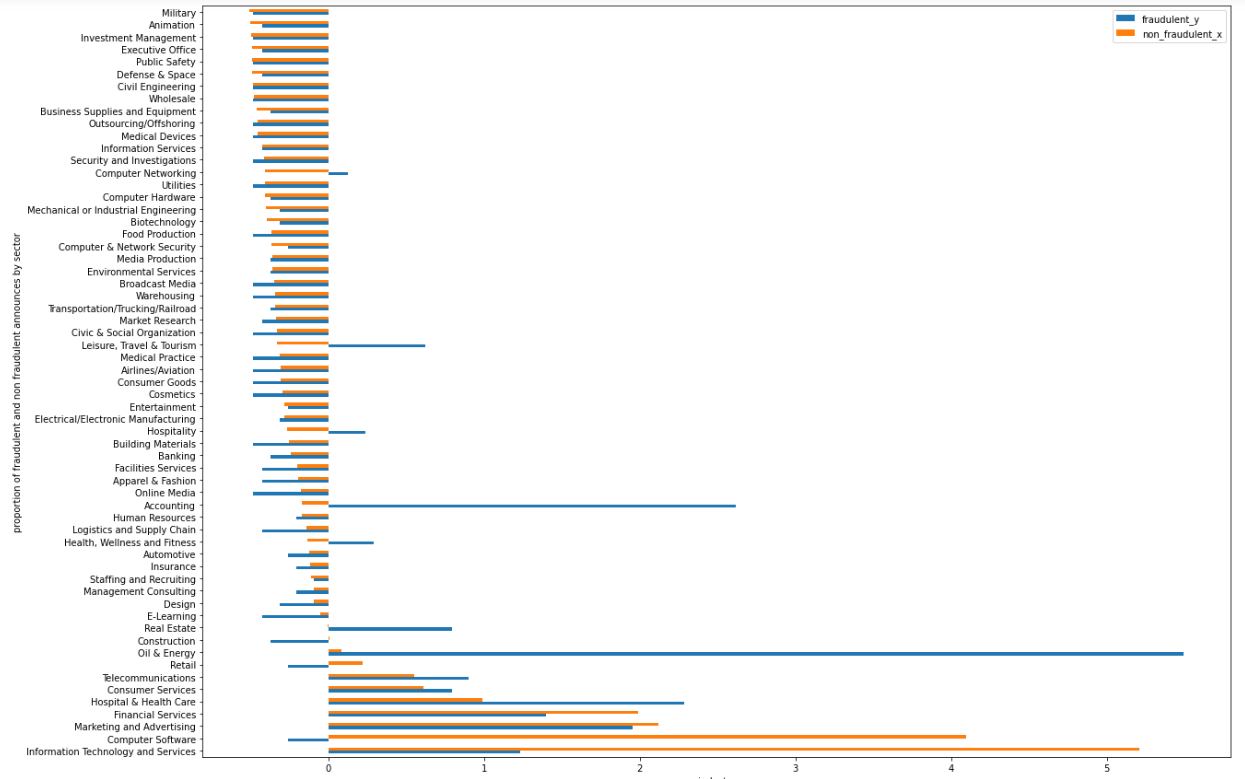 Military
Animation
Investment Management
Executive Office
Public Safety
Defense & Space
Civil Engineering
Wholesale
Business Supplies and Equipment
Outsourcing/Offshoring
Medical Devices
Information Services
Security and Investigations
Computer Networking
Utilities
Computer Hardware
Mechanical or Industrial Engineering
Biotechnology
Food Production
Computer & Network Security
Media Production
Environmental Services
Broadcast Media
Warehousing
Transportation/Trucking/Railroad
Market Research
Civic & Social Organization
Leisure, Travel & Tourism
Medical Practice
Airlines/Aviation
Consumer Goods
Cosmetics
Entertainment
Electrical/Electronic Manufacturing
Hospitality
Building Materials
Banking
Facilities Services
Apparel & Fashion
Online Media
Accounting
Human Resources
Logistics and Supply Chain
Health, Wellness and Fitness
Automotive
Insurance
Staffing and Recruiting
Management Consulting
Design
E-Learning
Real Estate
Construction
Oil & Energy
Retail
Telecommunications
Consumer Services
Hospital & Health Care
Financial Services
Marketing and Advertising
Computer Software
Information Technology and Services
proportion of fraudulent and non fraudulent announces by sector
fraudulent_y
non_fraudulent_x
0 1 2 3 4 5